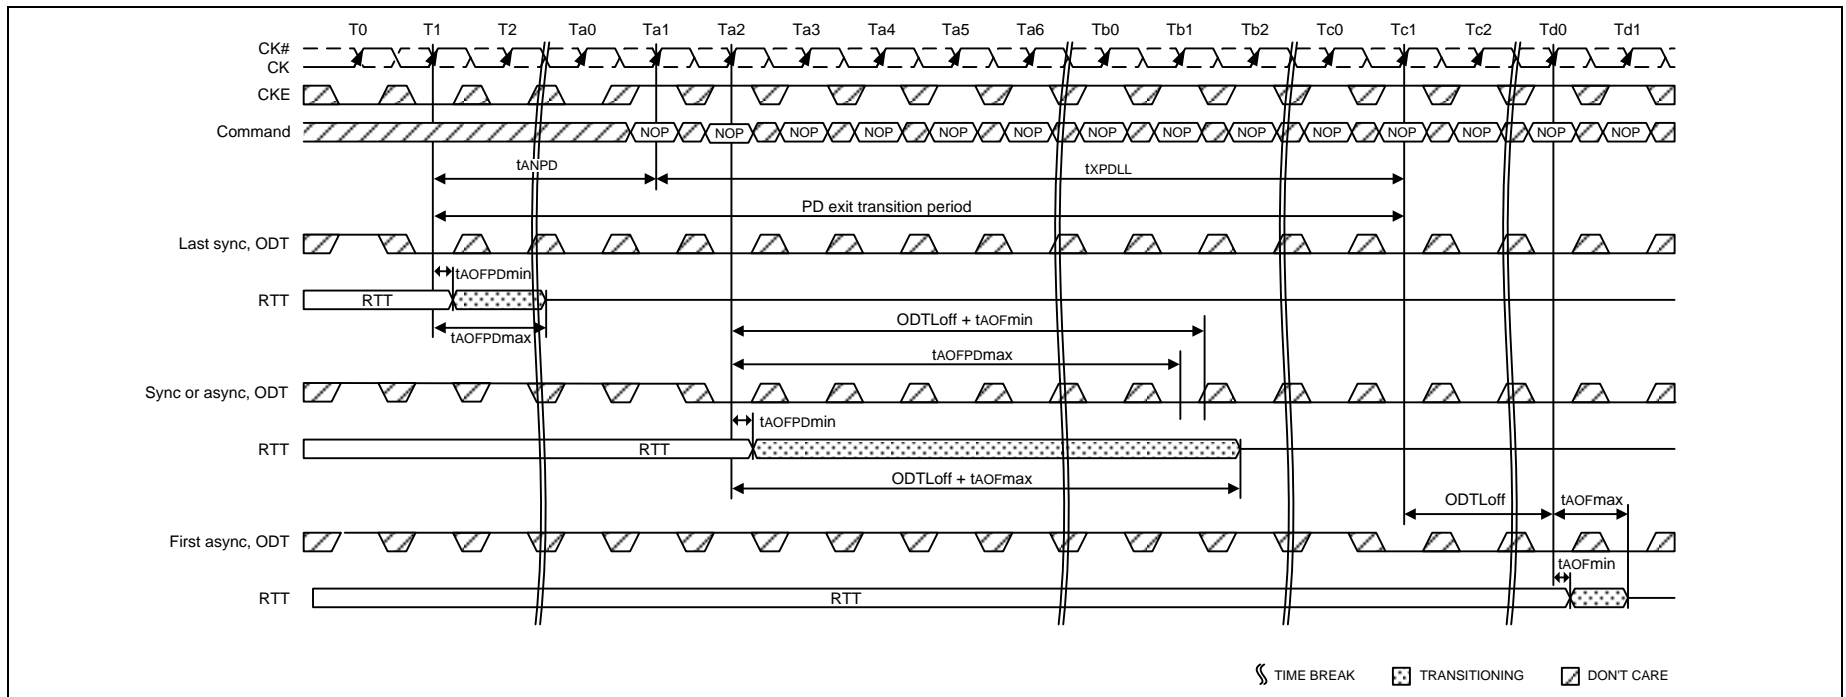 T0 T1 T2 Ta0 Ta1 Ta2 Ta3 Ta4 Ta5 Ta6 Tb0 Tb1 Tb2 Tc0 Tc1 Tc2 Td0 Td1
CK#
CK
CKE
Command NOP NOP NOP NOP NOP NOP NOP NOP NOP NOP NOP NOP NOP NOP
tANPD tXPDLL
PD exit transition period
Last sync, ODT
tAOFPDmin
RTT RTT
tAOFPDmax
ODTLoff + tAOFmin
tAOFPDmax
Sync or async, ODT
tAOFPDmin
RTT RTT
ODTLoff + tAOFmax
ODTLoff tAOFmax
First async, ODT
tAOFmin
RTT RTT
TIME BREAK TRANSITIONING DON'T CARE